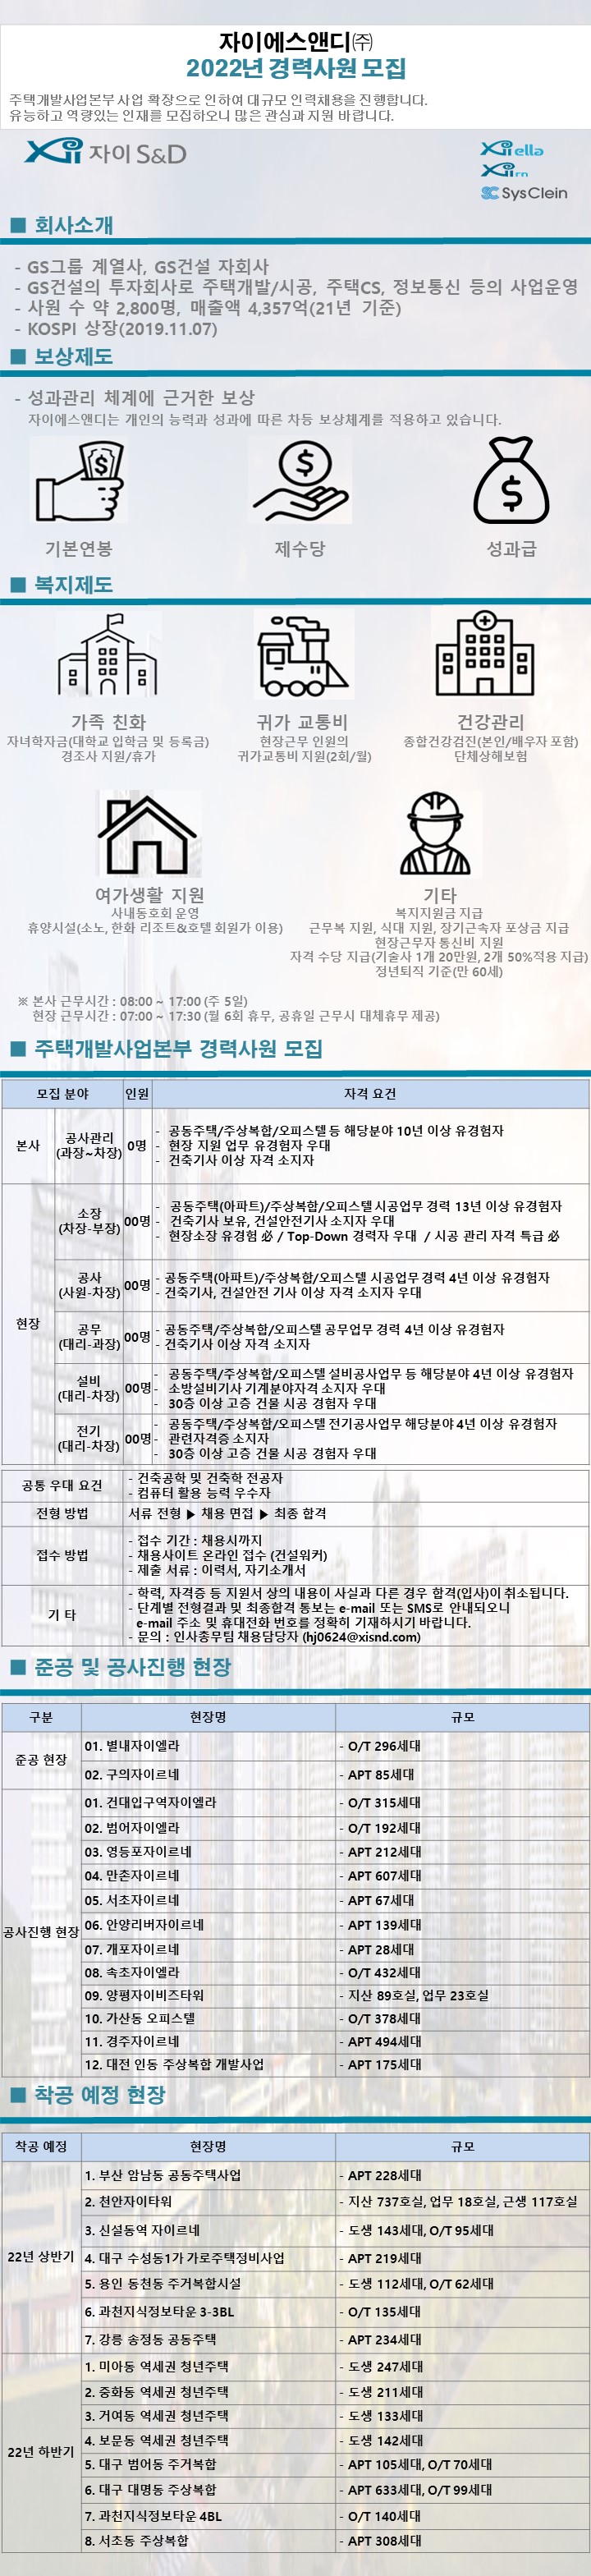 자이에스앤디㈜
2022년 경력사원 모집
주택개발사업본부 사업 확장으로 인하여 대규모 인력채용을 진행합니다.
유능하고 역량있는 인재를 모집하오니 많은 관심과 지원 바랍니다.
Xii 자이 S&D
Xii ella
Xii rn
SysClein
■ 회사소개
- GS그룹 계열사, GS건설 자회사
- GS건설의 투자회사로 주택개발/시공, 주택CS, 정보통신 등의 사업운영
- 사원 수 약 2,800명, 매출액 4,357억(21년 기준)
- KOSPI 상장(2019.11.07)
■ 보상제도
- 성과관리 체계에 근거한 보상
자이에스앤디는 개인의 능력과 성과에 따른 차등 보상체계를 적용하고 있습니다.
기본연봉 제수당 성과급
■ 복지제도
가족 친화 귀가 교통비 건강관리
자녀학자금(대학교 입학금 및 등록금) 현장근무 인원의 종합건강검진(본인/배우자 포함)
경조사 지원/휴가 귀가교통비 지원(2회/월) 단체상해보험
여가생활 지원 기타
사내동호회 운영 복지지원금 지급
휴양시설(소노, 한화 리조트&호텔 회원가 이용) 근무복 지원, 식대 지원, 장기근속자 포상금 지급
현장근무자 통신비 지원
자격 수당 지급(기술사 1개 20만원, 2개 50%적용 지급)
정년퇴직 기준(만 60세)
※ 본사 근무시간 : 08:00 ~ 17:00 (주 5일)
현장 근무시간 : 07:00 ~ 17:30 (월 6회 휴무, 공휴일 근무시 대체휴무 제공)
■ 주택개발사업본부 경력사원 모집
모집 분야 인원 자격 요건
본사 공사관리 (과장~차장) 0명
- 공동주택/주상복합/오피스텔 등 해당분야 10년 이상 유경험자
- 현장 지원 업무 유경험자 우대
- 건축기사 이상 자격 소지자
현장
소장 (차장-부장) 00명
- 공동주택(아파트)/주상복합/오피스텔 시공업무 경력 13년 이상 유경험자
- 건축기사 보유, 건설안전기사 소지자 우대
- 현장소장 유경험 必 / Top-Down 경력자 우대 / 시공 관리 자격 특급 必
공사 (사원-차장) 00명
- 공동주택(아파트)/주상복합/오피스텔 시공업무 경력 4년 이상 유경험자
- 건축기사, 건설안전 기사 이상 자격 소지자 우대
공무 (대리-과장) 00명
- 공동주택/주상복합/오피스텔 공무업무 경력 4년 이상 유경험자
- 건축기사 이상 자격 소지자
설비 (대리-차장) 00명
- 공동주택/주상복합/오피스텔 설비공사업무 등 해당분야 4년 이상 유경험자
- 소방설비기사 기계분야자격 소지자 우대
- 30층 이상 고층 건물 시공 경험자 우대
전기 (대리-차장) 00명
- 공동주택/주상복합/오피스텔 전기공사업무 해당분야 4년 이상 유경험자
- 관련자격증 소지자
- 30층 이상 고층 건물 시공 경험자 우대
공통 우대 요건
- 건축공학 및 건축학 전공자
- 컴퓨터 활용 능력 우수자
전형 방법 서류 전형 ▶ 채용 면접 ▶ 최종 합격
접수 방법
- 접수 기간 : 채용시까지
- 채용사이트 온라인 접수 (건설워커)
- 제출 서류 : 이력서, 자기소개서
기 타
- 학력, 자격증 등 지원서 상의 내용이 사실과 다른 경우 합격(입사)이 취소됩니다.
- 단계별 전형결과 및 최종합격 통보는 e-mail 또는 SMS로 안내되오니
e-mail 주소 및 휴대전화 번호를 정확히 기재하시기 바랍니다.
- 문의 : 인사총무팀 채용담당자 (hj0624@xisnd.com)
■ 준공 및 공사진행 현장
구분 현장명 규모
준공 현장
01. 별내자이엘라 - O/T 296세대
02. 구의자이르네 - APT 85세대
공사진행 현장
01. 건대입구역자이엘라 - O/T 315세대
02. 범어자이엘라 - O/T 192세대
03. 영등포자이르네 - APT 212세대
04. 만촌자이르네 - APT 607세대
05. 서초자이르네 - APT 67세대
06. 안양리버자이르네 - APT 139세대
07. 개포자이르네 - APT 28세대
08. 속초자이엘라 - O/T 432세대
09. 양평자이비즈타워 - 지산 89호실, 업무 23호실
10. 가산동 오피스텔 - O/T 378세대
11. 경주자이르네 - APT 494세대
12. 대전 인동 주상복합 개발사업 - APT 175세대
■ 착공 예정 현장
착공 예정 현장명 규모
22년 상반기
1. 부산 암남동 공동주택사업 - APT 228세대
2. 천안자이타워 - 지산 737호실, 업무 18호실, 근생 117호실
3. 신설동역 자이르네 - 도생 143세대, O/T 95세대
4. 대구 수성동1가 가로주택정비사업 - APT 219세대
5. 용인 동천동 주거복합시설 - 도생 112세대, O/T 62세대
6. 과천지식정보타운 3-3BL - O/T 135세대
7. 강릉 송정동 공동주택 - APT 234세대
22년 하반기
1. 미아동 역세권 청년주택 - 도생 247세대
2. 중화동 역세권 청년주택 - 도생 211세대
3. 거여동 역세권 청년주택 - 도생 133세대
4. 보문동 역세권 청년주택 - 도생 142세대
5. 대구 범어동 주거복합 - APT 105세대, O/T 70세대
6. 대구 대명동 주상복합 - APT 633세대, O/T 99세대
7. 과천지식정보타운 4BL - O/T 140세대
8. 서초동 주상복합 - APT 308세대